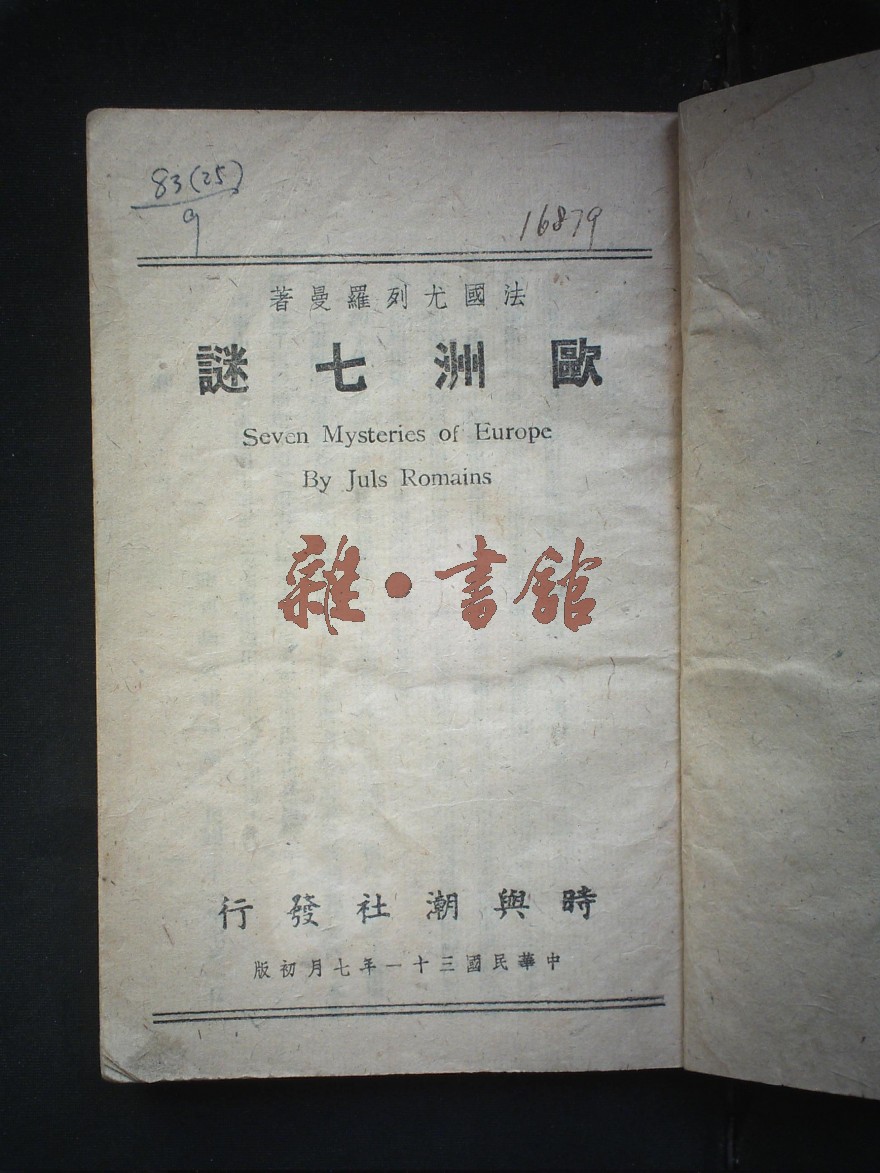 83(25)
9
16879
法國尤列羅曼著
歐洲七謎
Seven Mysteries of Europe
By Juls Romains
雜·書館
時與潮社發行
中華民國三十一年七月初版